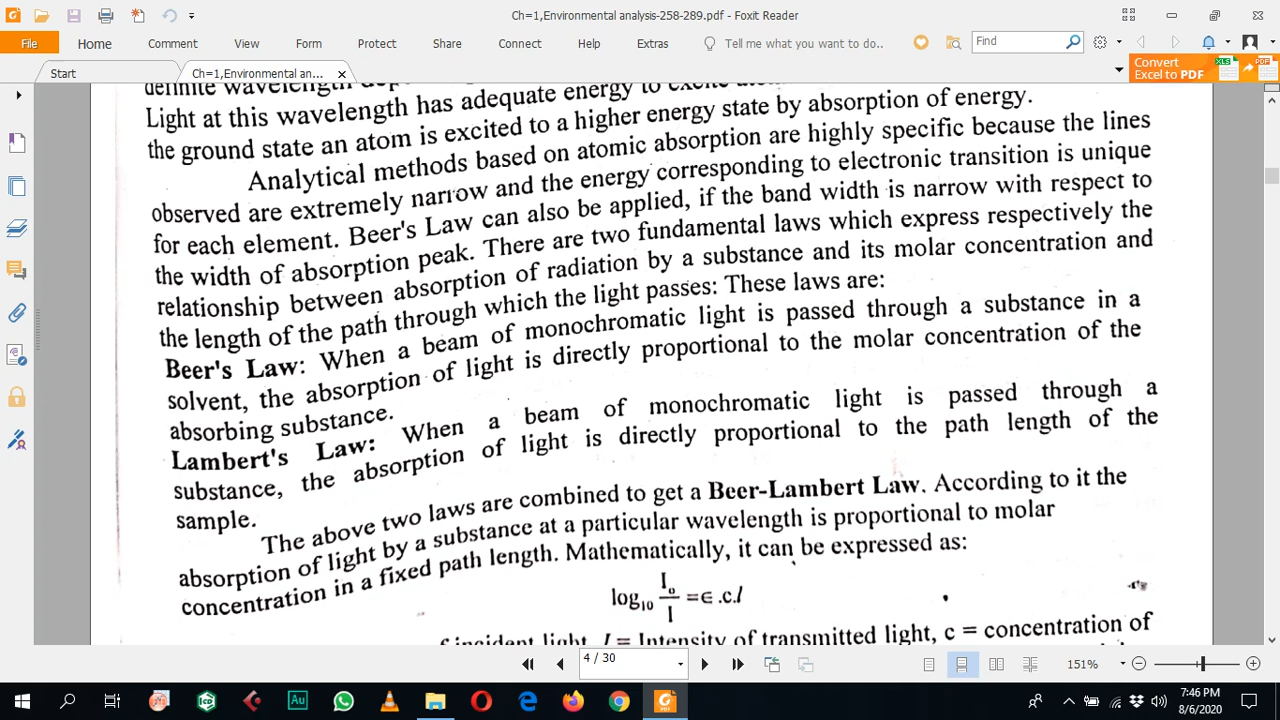 Ch=1,Environmental analysis-258-289.pdf - Foxit Reader
File Home Comment View Form Protect Share Connect Help Extras Tell me what you want to do.. Find
Start Ch=1,Environmental an... Convert Excel to PDF
definite wavelength
Light at this wavelength has adequate energy to excite
the ground state an atom is excited to a higher energy state by absorption of energy.
Analytical methods based on atomic absorption are highly specific because the lines
observed are extremely narrow and the energy corresponding to electronic transition is unique
for each element. Beer's Law can also be applied, if the band width is narrow with respect to
the width of absorption peak. There are two fundamental laws which express respectively the
relationship between absorption of radiation by a substance and its molar concentration and
the length of the path through which the light passes: These laws are:
Beer's Law: When a beam of monochromatic light is passed through a substance in a
solvent, the absorption of light is directly proportional to the molar concentration of the
absorbing substance.
Lambert's Law: When a beam of monochromatic light is passed through a
substance, the absorption of light is directly proportional to the path length of the
sample.
The above two laws are combined to get a Beer-Lambert Law. According to it the
absorption of light by a substance at a particular wavelength is proportional to molar
concentration in a fixed path length. Mathematically, it can be expressed as:
log₁₀ I₀/I =∈.c.l
incident light, I = Intensity of transmitted light, c = concentration of
4 / 30 151%
7:46 PM
8/6/2020